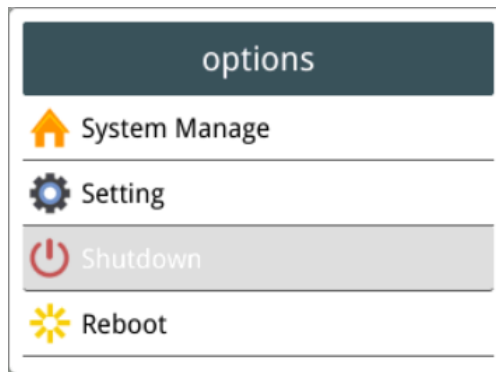 options
System Manage
Setting
Shutdown
Reboot